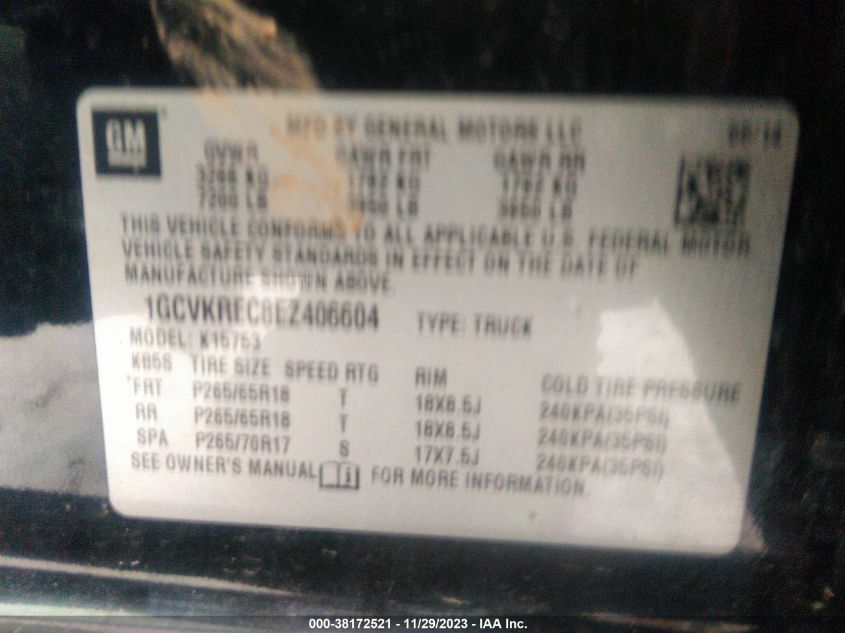 GM
MFD BY GENERAL MOTORS LLC
GVWR GAWR FRT GAWR RR
3266 KG 1792 KG 1792 KG
7200 LB 3950 LB 3950 LB
THIS VEHICLE CONFORMS TO ALL APPLICABLE U.S. FEDERAL MOTOR
VEHICLE SAFETY STANDARDS IN EFFECT ON THE DATE OF
MANUFACTURE SHOWN ABOVE.
1GCVKREC8EZ406604 TYPE: TRUCK
MODEL: K15753
TIRE SIZE SPEED RTG RIM COLD TIRE PRESSURE
FRT P265/65R18 T 18X8.5J 240KPA(35PSI)
RR P265/65R18 T 18X8.5J 240KPA(35PSI)
SPA P265/70R17 S 17X7.5J 240KPA(35PSI)
SEE OWNER'S MANUAL FOR MORE INFORMATION.
000-38172521 - 11/29/2023 - IAA Inc.